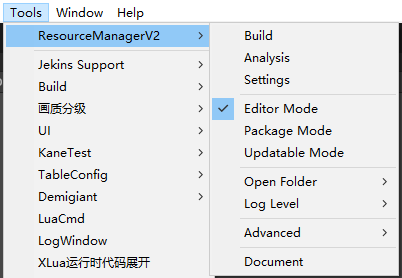 Tools Window Help
ResourceManagerV2
Jekins Support
Build
画质分级
UI
KaneTest
TableConfig
Demigiant
LuaCmd
LogWindow
XLua运行时代码展开
Build
Analysis
Settings
Editor Mode
Package Mode
Updatable Mode
Open Folder
Log Level
Advanced
Document